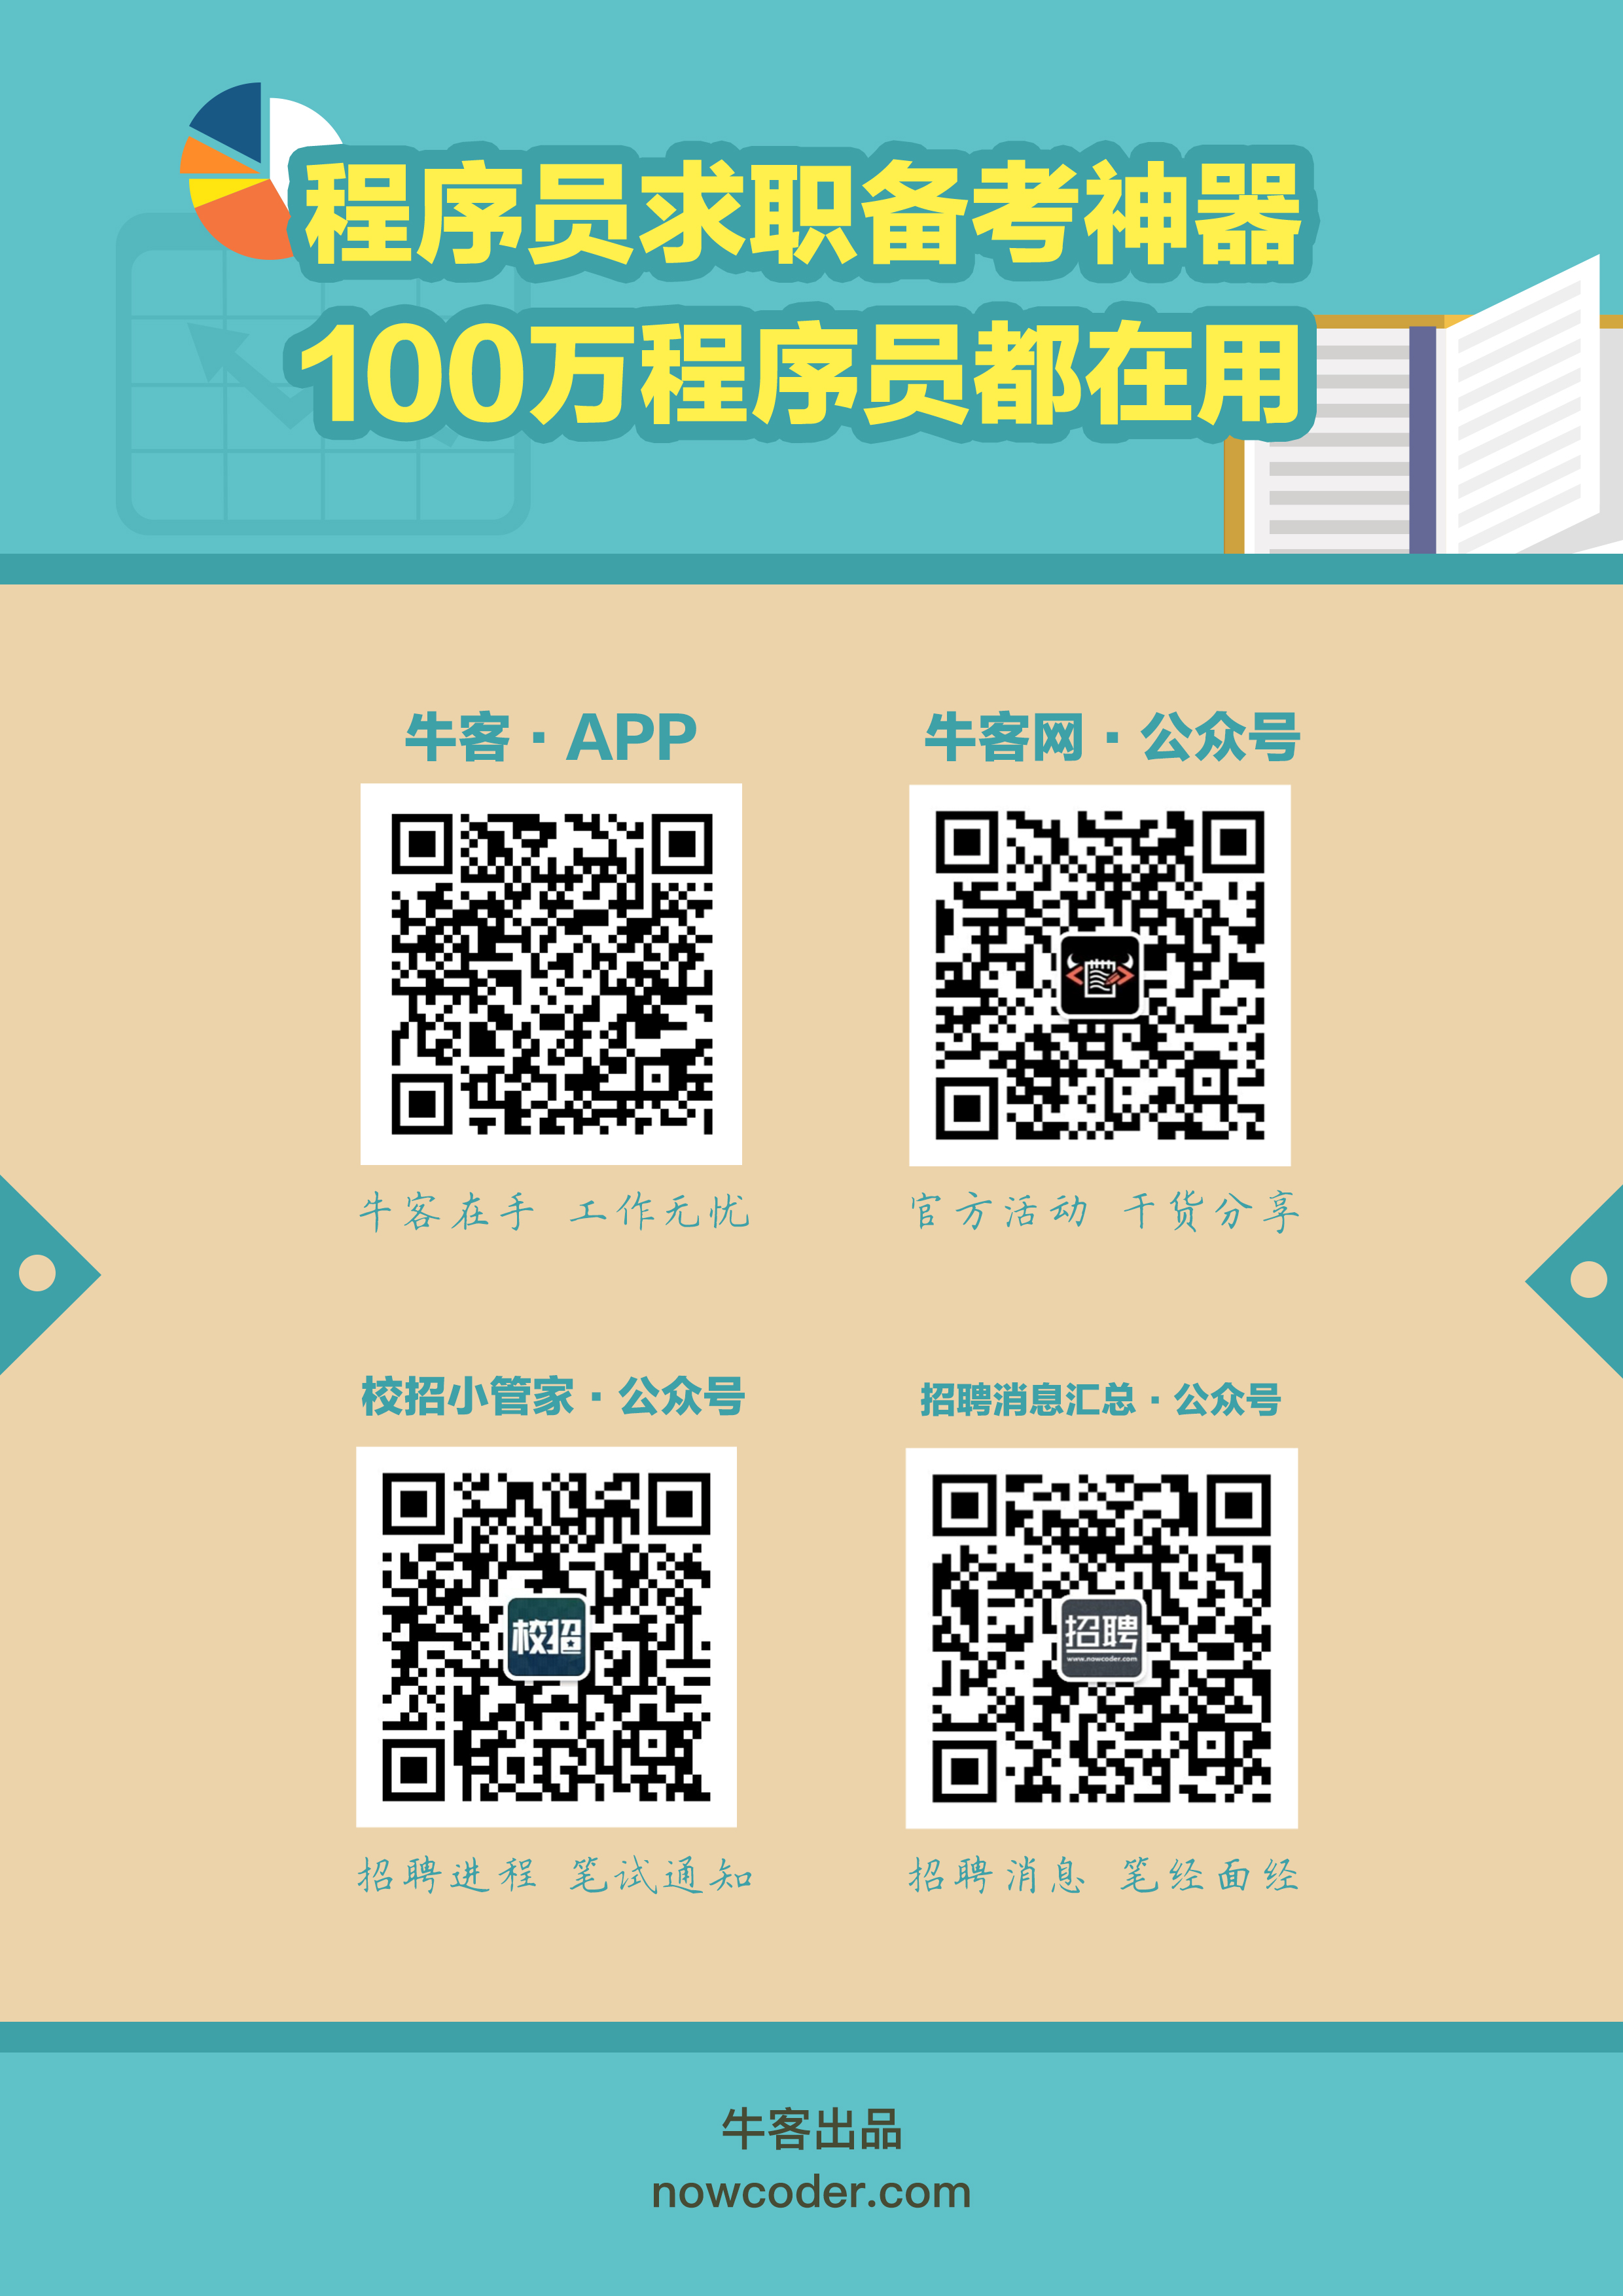 程序员求职备考神器
100万程序员都在用
牛客 · APP
牛客网 · 公众号
牛客在手 工作无忧
官方活动 干货分享
校招小管家 · 公众号
招聘消息汇总 · 公众号
校招
招聘
www.nowcoder.com
招聘进程 笔试通知
招聘消息 笔经面经
牛客出品
nowcoder.com